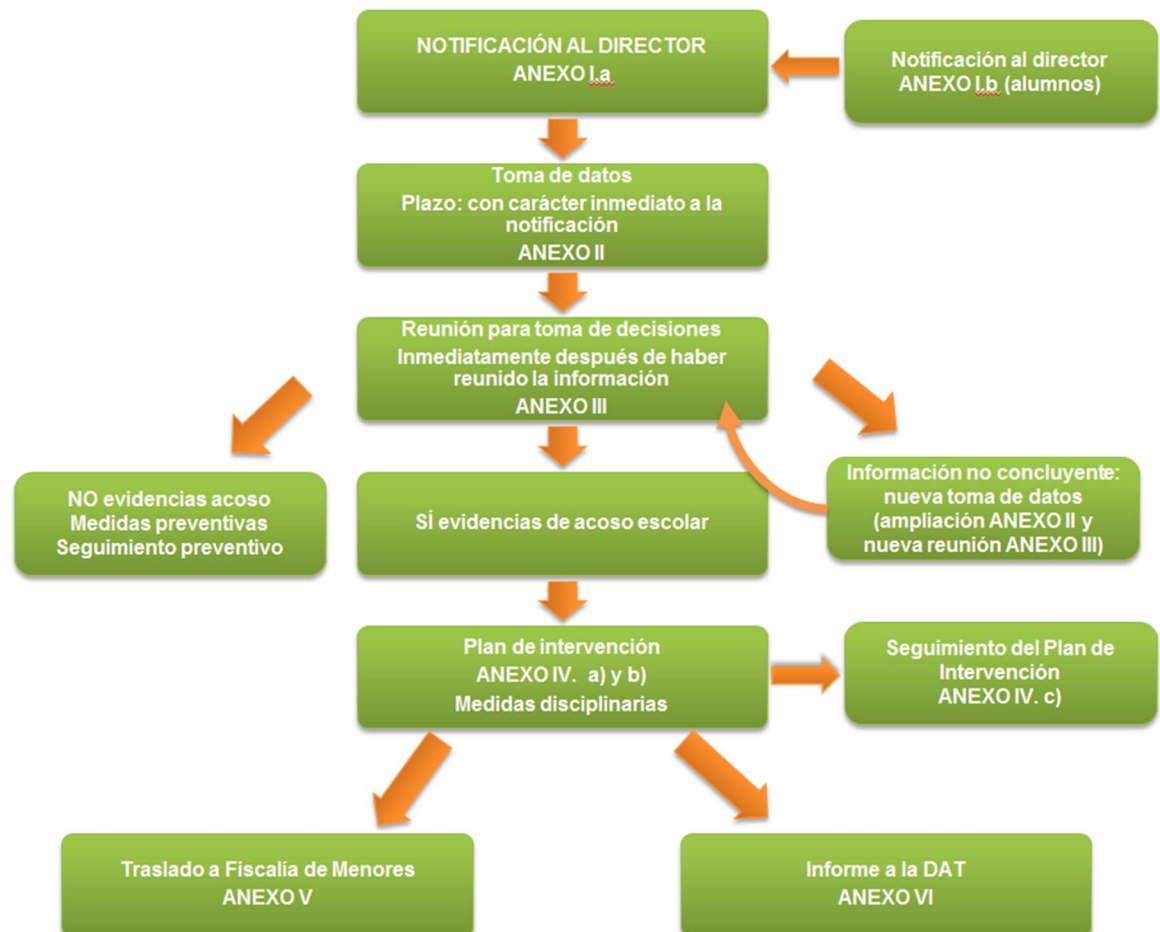 NOTIFICACIÓN AL DIRECTOR
ANEXO I.a
Notificación al director
ANEXO I.b (alumnos)
Toma de datos
Plazo: con carácter inmediato a la
notificación
ANEXO II
Reunión para toma de decisiones
Inmediatamente después de haber
reunido la información
ANEXO III
NO evidencias acoso
Medidas preventivas
Seguimiento preventivo
SÍ evidencias de acoso escolar
Información no concluyente:
nueva toma de datos
(ampliación ANEXO II y
nueva reunión ANEXO III)
Plan de intervención
ANEXO IV.  a) y b)
Medidas disciplinarias
Seguimiento del Plan de
Intervención
ANEXO IV. c)
Traslado a Fiscalía de Menores
ANEXO V
Informe a la DAT
ANEXO VI